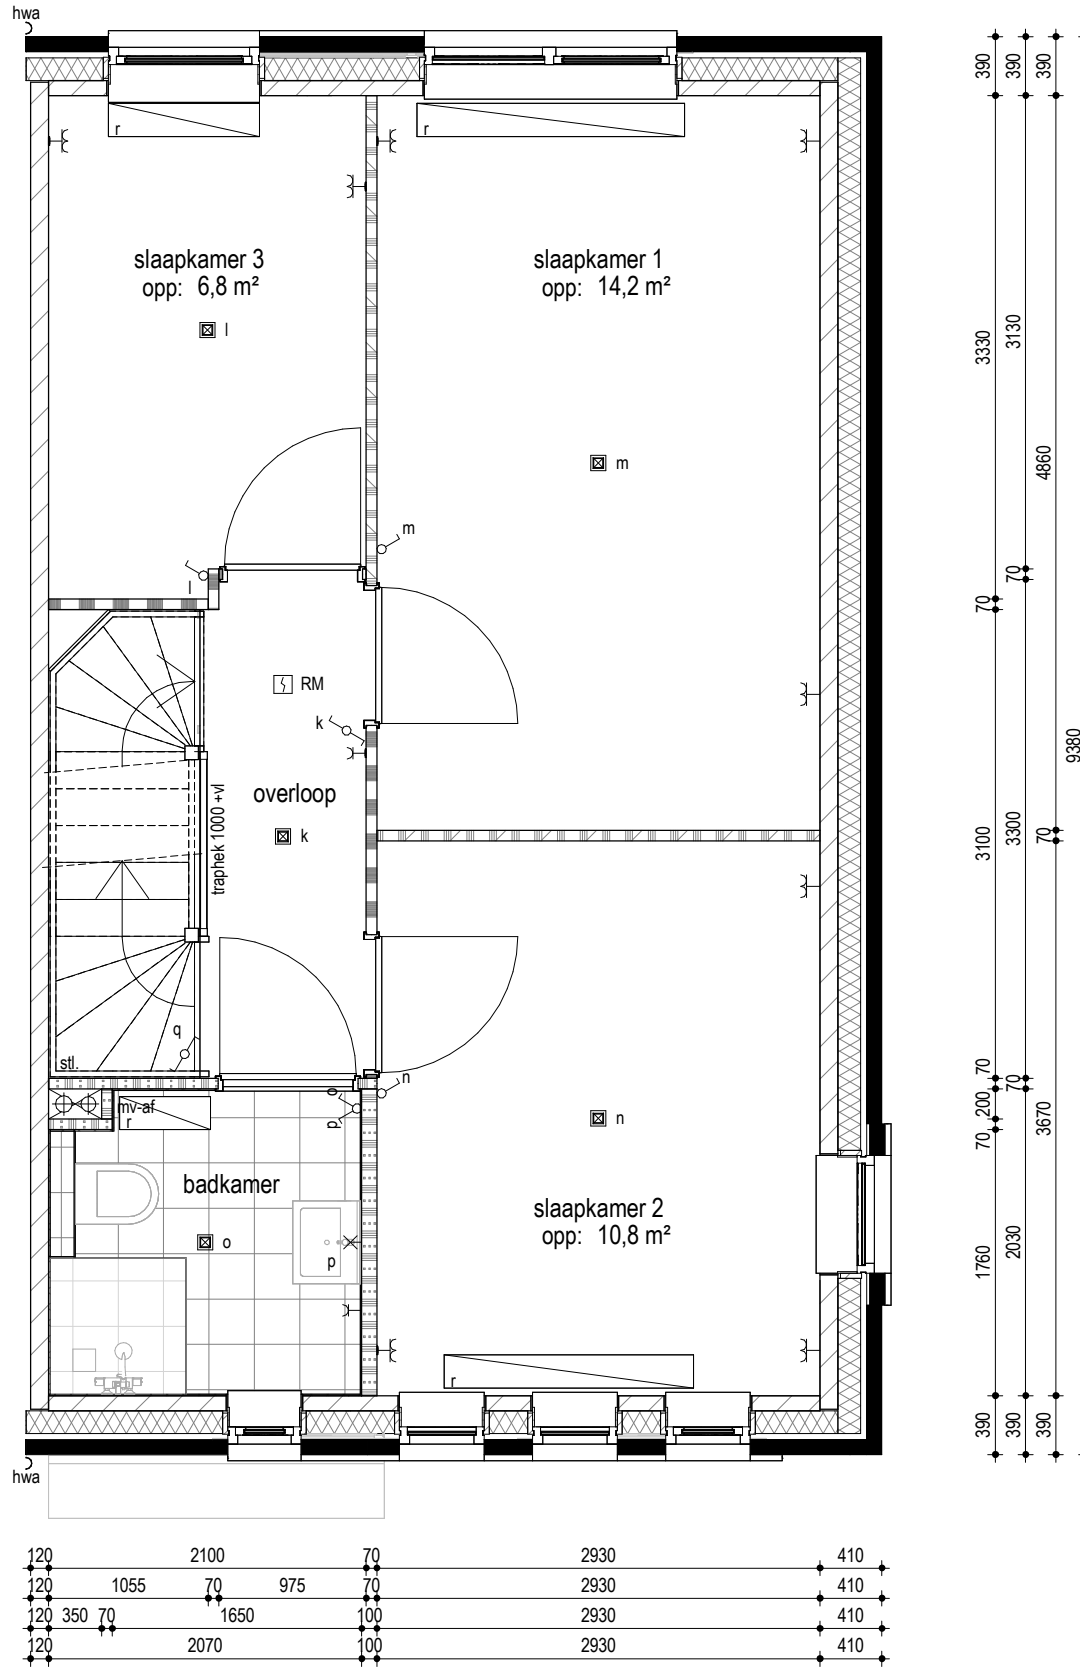 hwa
r
r
slaapkamer 3
opp: 6,8 m²
slaapkamer 1
opp: 14,2 m²
l
m
m
l
RM
k
overloop
k
traphek 1000 +vl
q
stl.
mv-af
r
o
p
n
n
badkamer
o
p
slaapkamer 2
opp: 10,8 m²
r
hwa
390
390
390
3330
3130
4860
70
70
9380
3100
3300
70
70
70
200
70
3670
1760
2030
390
390
390
120 2100 70 2930 410
120 1055 70 975 70 2930 410
120 350 70 1650 100 2930 410
120 2070 100 2930 410